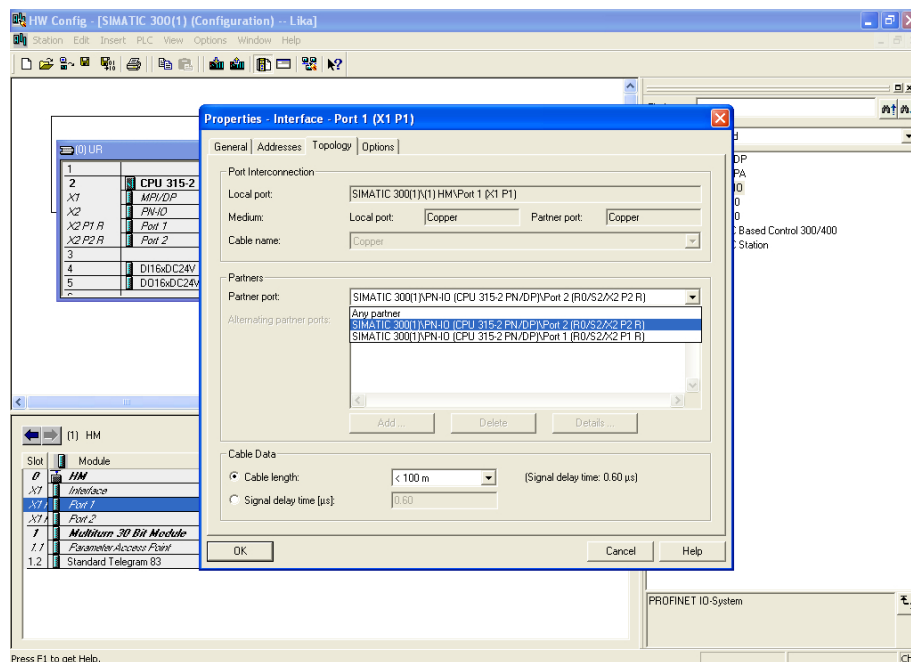 HW Config - [SIMATIC 300(1) (Configuration) -- Lika]
Station Edit Insert PLC View Options Window Help
Properties - Interface - Port 1 (X1 P1)
General Addresses Topology Options
Port Interconnection
Local port: SIMATIC 300(1)\(1) HM\Port 1 (X1 P1)
Medium: Local port: Copper Partner port: Copper
Cable name: Copper
Partners
Partner port: SIMATIC 300(1)\PN-IO (CPU 315-2 PN/DP)\Port 2 (R0/S2/X2 P2 R)
Alternating partner ports:
Any partner
SIMATIC 300(1)\PN-IO (CPU 315-2 PN/DP)\Port 2 (R0/S2/X2 P2 R)
SIMATIC 300(1)\PN-IO (CPU 315-2 PN/DP)\Port 1 (R0/S2/X2 P1 R)
Add ... Delete Details ...
Cable Data
Cable length: < 100 m (Signal delay time: 0.60 µs)
Signal delay time [µs]: 0.60
OK Cancel Help
(0) UR
1
2 CPU 315-2
X1 MPI/DP
X2 PN-IO
X2 P1 R Port 1
X2 P2 R Port 2
3
4 DI16xDC24V
5 DO16xDC24V
DP
PA
IO
0
0
C Based Control 300/400
Station
(1) HM
Slot Module
0 HM
X1 Interface
X1 Port 1
X1 Port 2
1 Multiturn 30 Bit Module
1.1 Parameter Access Point
1.2 Standard Telegram 83
PROFINET IO-System
Press F1 to get Help.
Ch